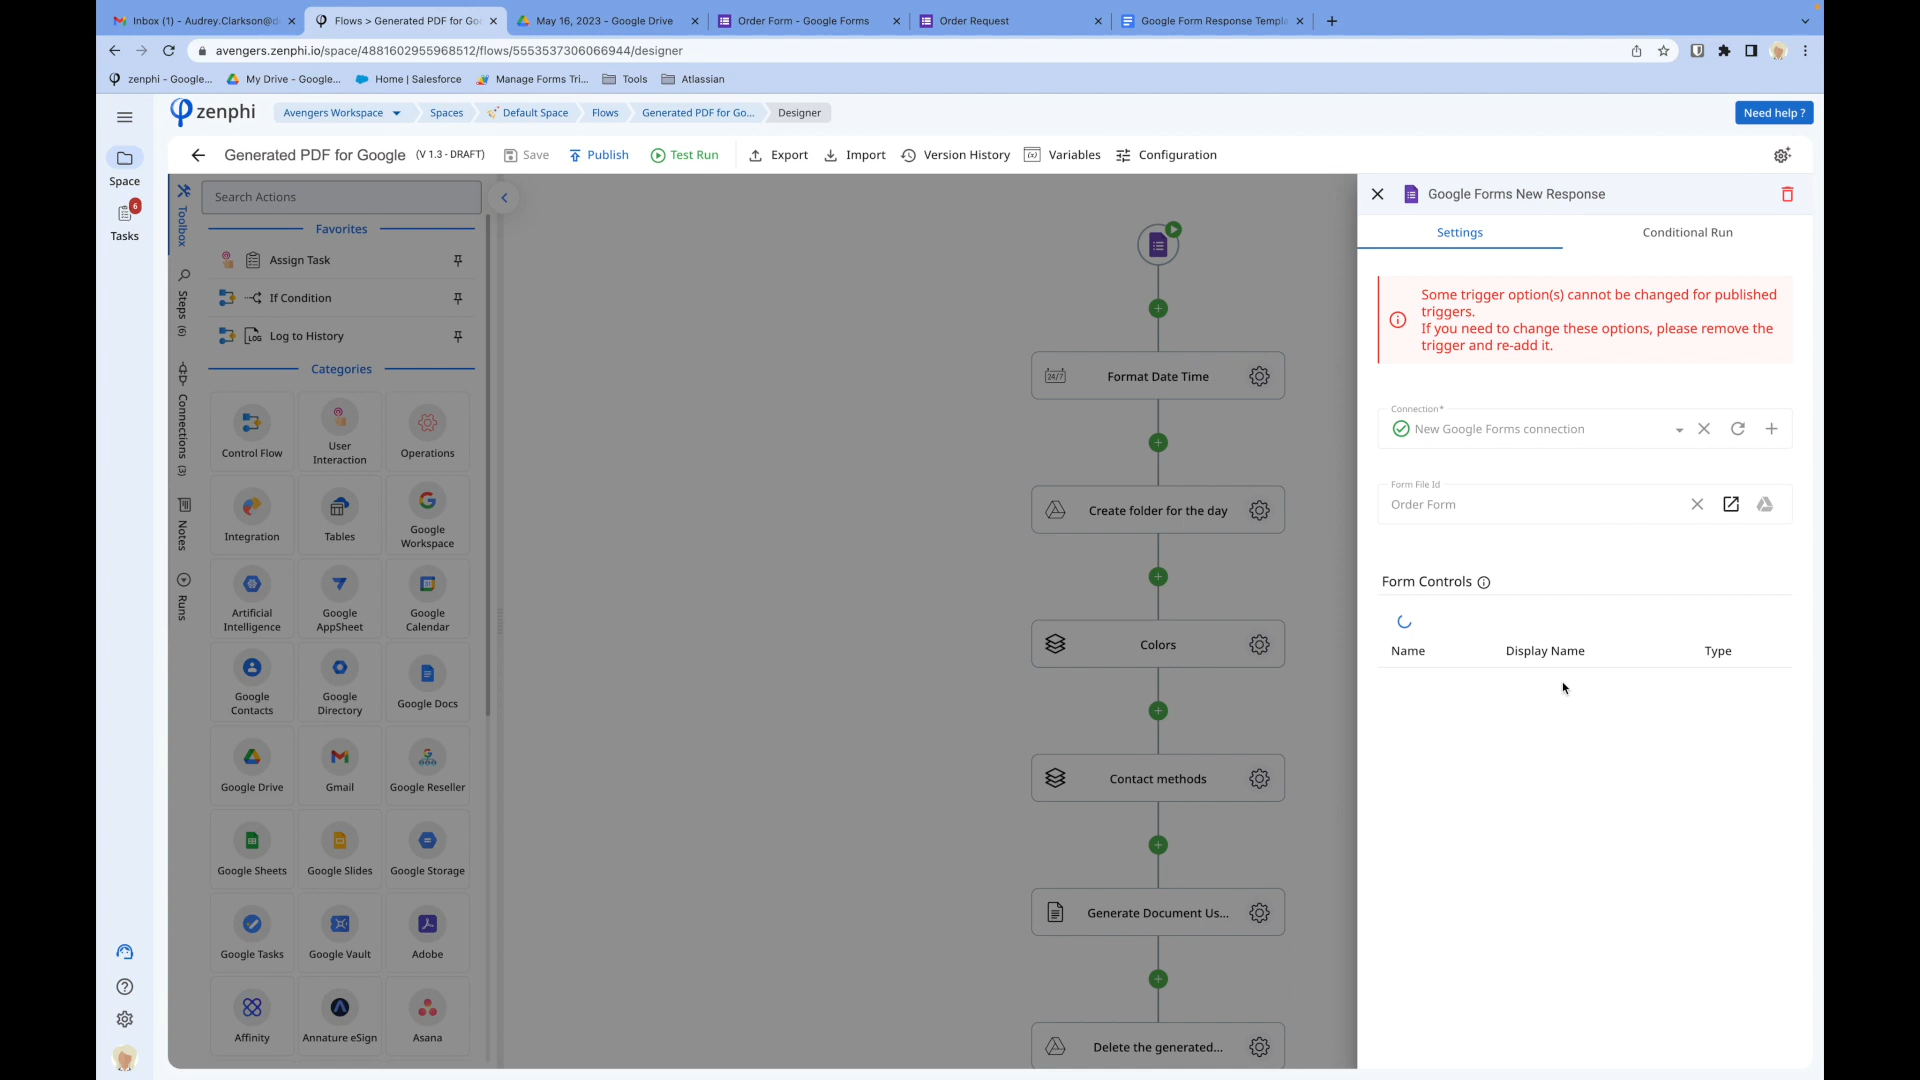 Inbox (1) - Audrey.Clarkson@d
Flows > Generated PDF for Go
May 16, 2023 - Google Drive
Order Form - Google Forms
Order Request
Google Form Response Templa
avengers.zenphi.io/space/4881602955968512/flows/5553537306066944/designer
zenphi - Google...
My Drive - Google...
Home | Salesforce
Manage Forms Tri...
Tools
Atlassian
zenphi
Avengers Workspace
Spaces
Default Space
Flows
Generated PDF for Go...
Designer
Need help ?
Generated PDF for Google
(V 1.3 - DRAFT)
Save
Publish
Test Run
Export
Import
Version History
Variables
Configuration
Space
6
Tasks
Toolbox
Steps (6)
Connections (3)
Notes
Runs
Search Actions
Favorites
Assign Task
If Condition
LOG
Log to History
Categories
Control Flow
User Interaction
Operations
Integration
Tables
Google Workspace
Artificial Intelligence
Google AppSheet
Google Calendar
Google Contacts
Google Directory
Google Docs
Google Drive
Gmail
Google Reseller
Google Sheets
Google Slides
Google Storage
Google Tasks
Google Vault
Adobe
Affinity
Annature eSign
Asana
24/7
Format Date Time
Create folder for the day
Colors
Contact methods
Generate Document Us...
Delete the generated...
Google Forms New Response
Settings
Conditional Run
Some trigger option(s) cannot be changed for published
triggers.
If you need to change these options, please remove the
trigger and re-add it.
Connection*
New Google Forms connection
Form File Id
Order Form
Form Controls
Name
Display Name
Type